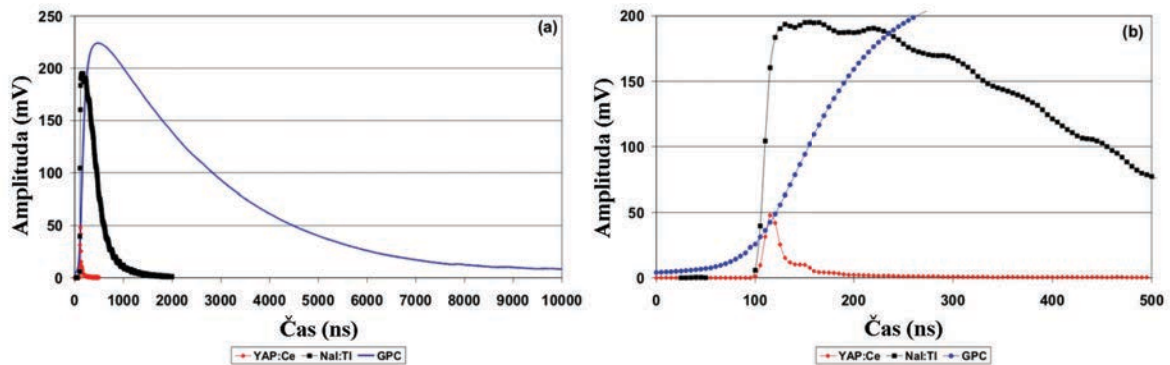 (a)
Amplituda (mV)
250
200
150
100
50
0
0 1000 2000 3000 4000 5000 6000 7000 8000 9000 10000
Čas (ns)
YAP:Ce NaI:Tl GPC
(b)
Amplituda (mV)
200
150
100
50
0
0 100 200 300 400 500
Čas (ns)
YAP:Ce NaI:Tl GPC